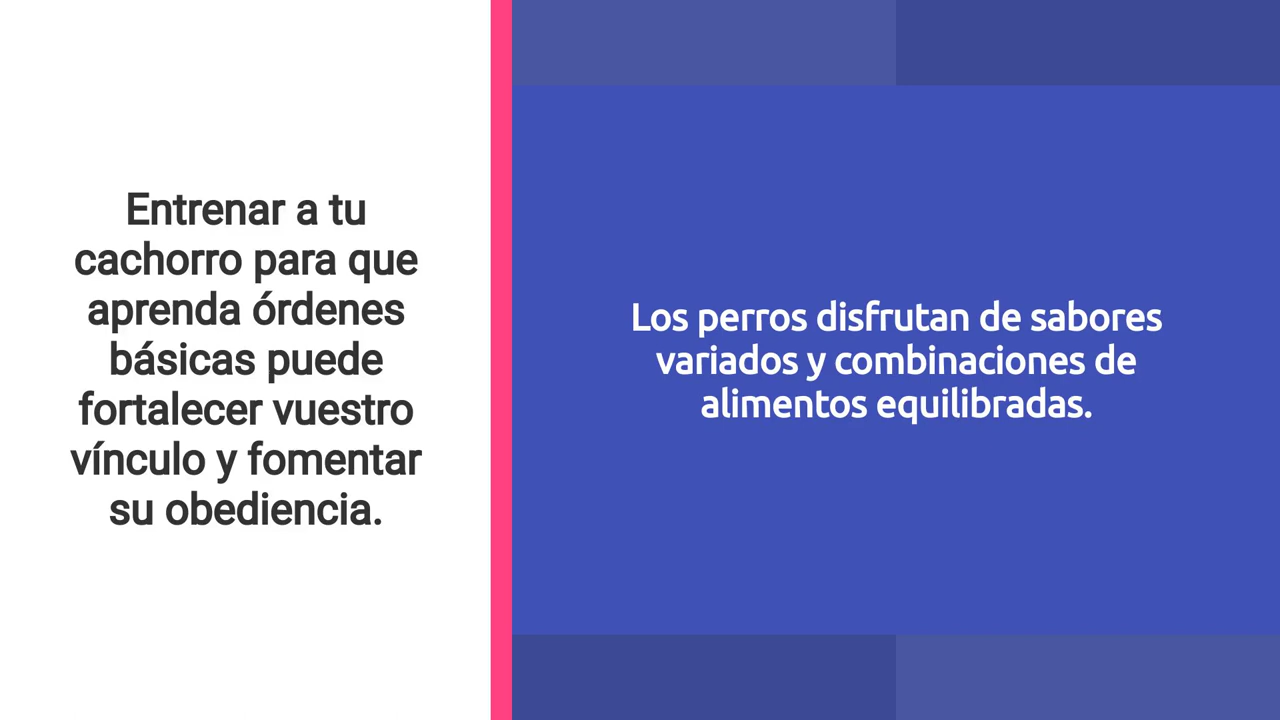 Entrenar a tu
cachorro para que
aprenda órdenes
básicas puede
fortalecer vuestro
vínculo y fomentar
su obediencia.
Los perros disfrutan de sabores
variados y combinaciones de
alimentos equilibradas.